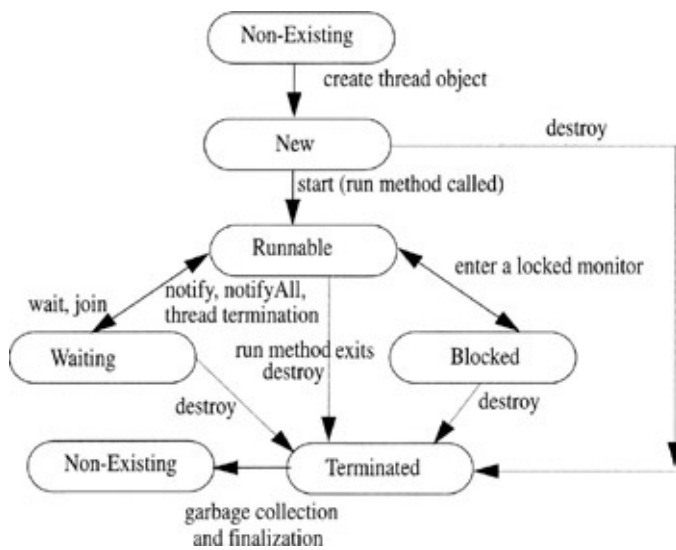 Non-Existing
create thread object
New
destroy
start (run method called)
Runnable
enter a locked monitor
wait, join
notify, notifyAll,
thread termination
Waiting
run method exits
destroy
Blocked
destroy
destroy
Non-Existing
Terminated
garbage collection
and finalization